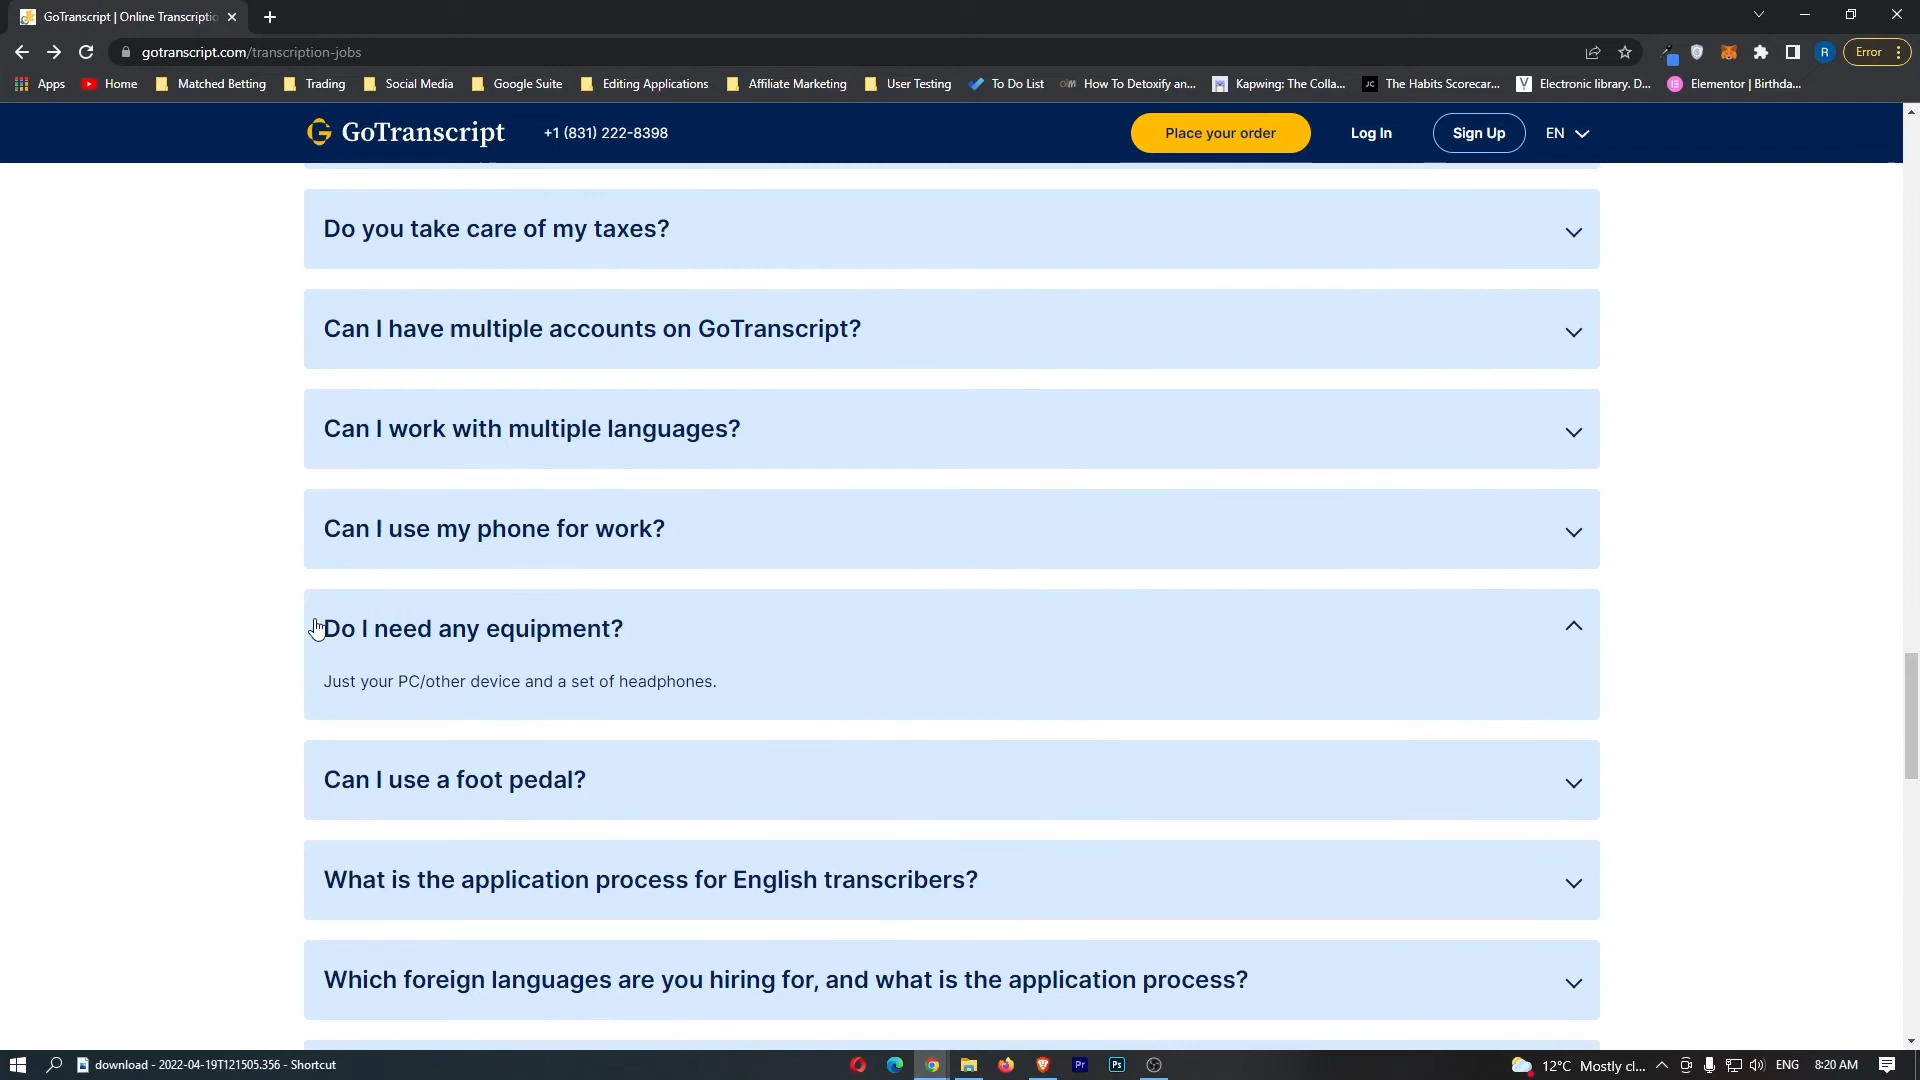 GoTranscript | Online Transcriptio
gotranscript.com/transcription-jobs
R
Error
Apps
Home
Matched Betting
Trading
Social Media
Google Suite
Editing Applications
Affiliate Marketing
User Testing
To Do List
How To Detoxify an...
Kapwing: The Colla...
JC
The Habits Scorecar...
V
Electronic library. D...
Elementor | Birthda...
GoTranscript
+1 (831) 222-8398
Place your order
Log In
Sign Up
EN
Do you take care of my taxes?
Can I have multiple accounts on GoTranscript?
Can I work with multiple languages?
Can I use my phone for work?
Do I need any equipment?
Just your PC/other device and a set of headphones.
Can I use a foot pedal?
What is the application process for English transcribers?
Which foreign languages are you hiring for, and what is the application process?
download - 2022-04-19T121505.356 - Shortcut
Pr
Ps
12°C Mostly cl...
ENG
8:20 AM